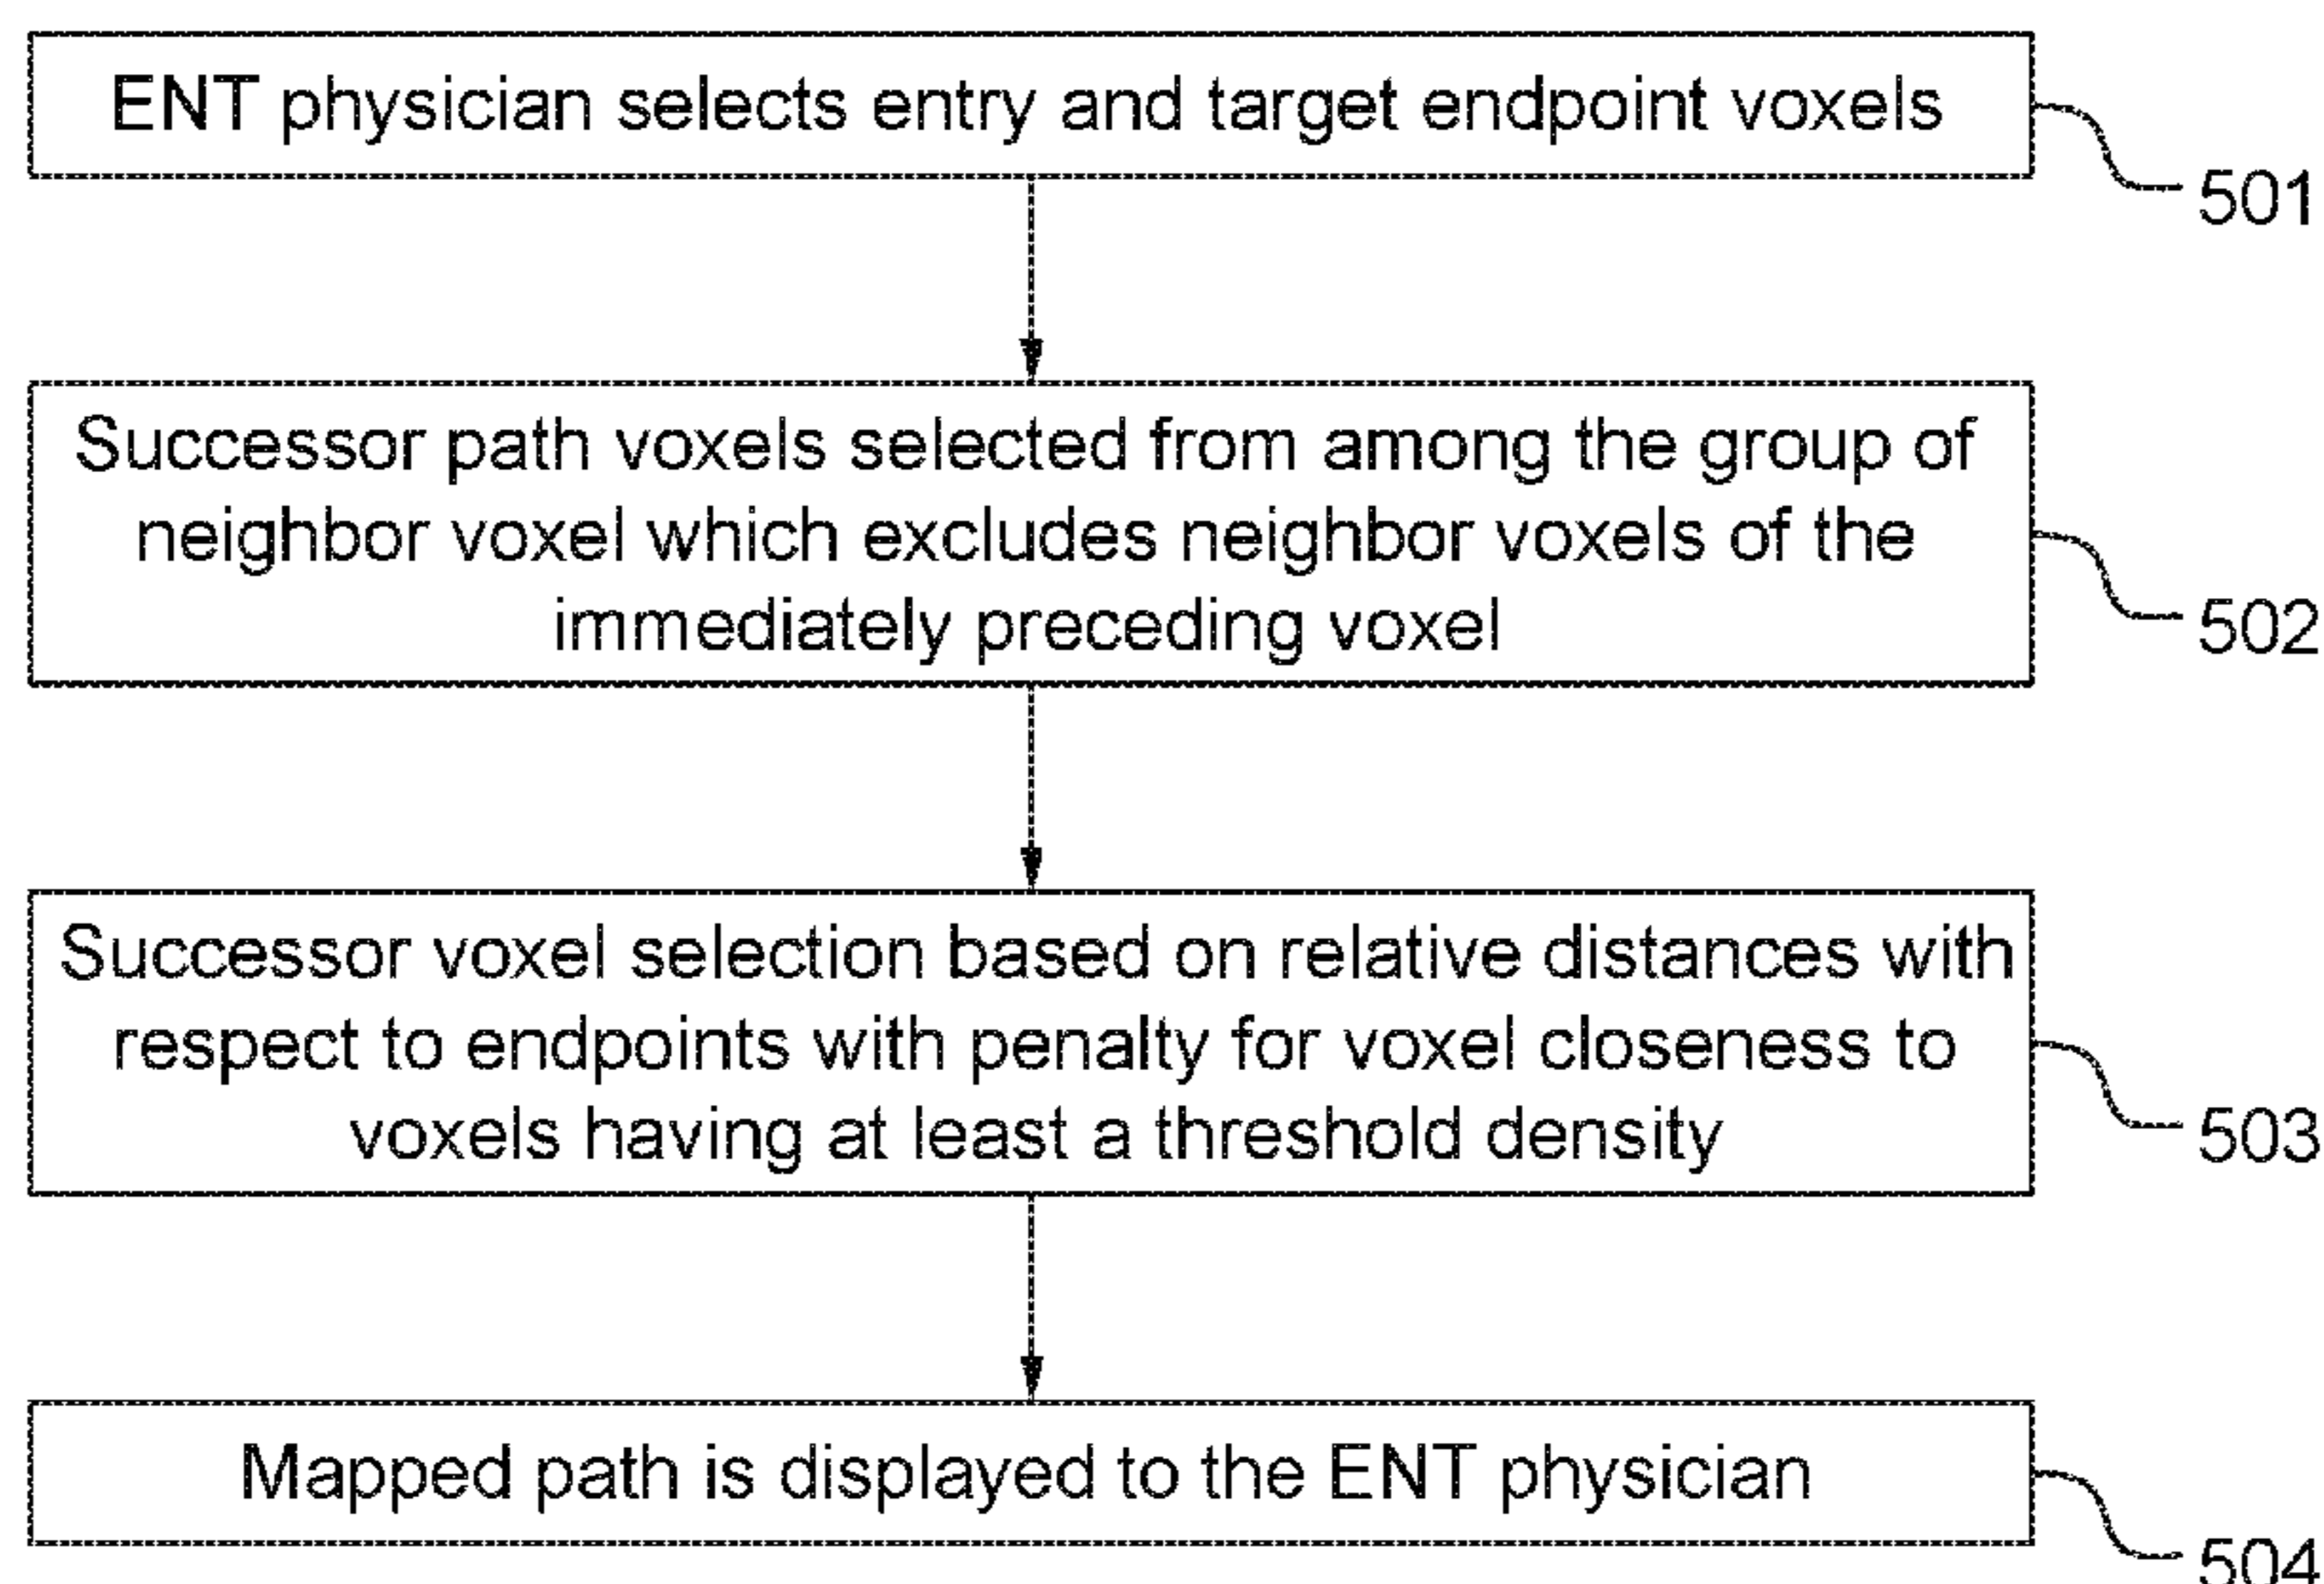 ENT physician selects entry and target endpoint voxels
501
Successor path voxels selected from among the group of
neighbor voxel which excludes neighbor voxels of the
immediately preceding voxel
502
Successor voxel selection based on relative distances with
respect to endpoints with penalty for voxel closeness to
voxels having at least a threshold density
503
Mapped path is displayed to the ENT physician
504